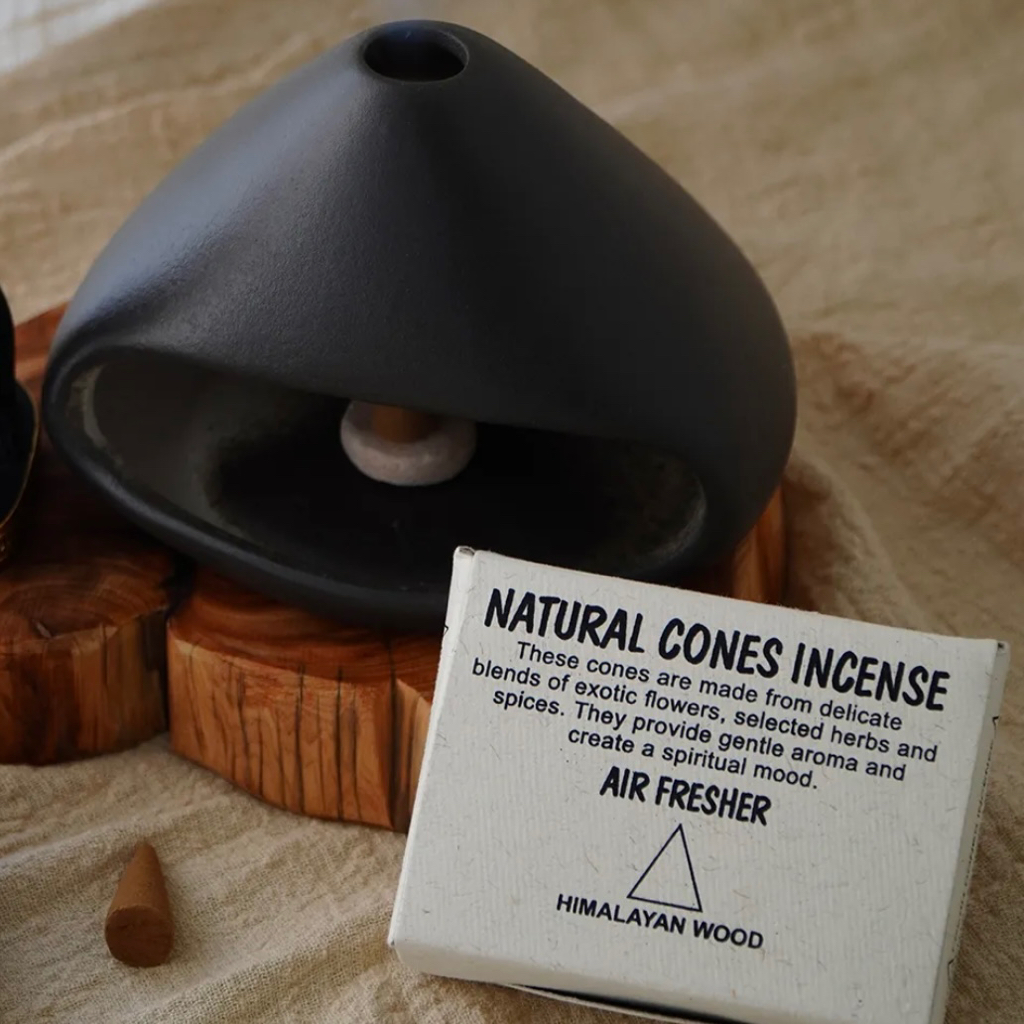 NATURAL CONES INCENSE
These cones are made from delicate
blends of exotic flowers, selected herbs and
spices. They provide gentle aroma and
create a spiritual mood.
AIR FRESHER
HIMALAYAN WOOD